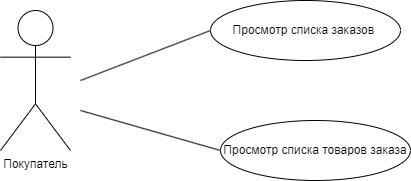 Просмотр списка заказов
Просмотр списка товаров заказа
Покупатель